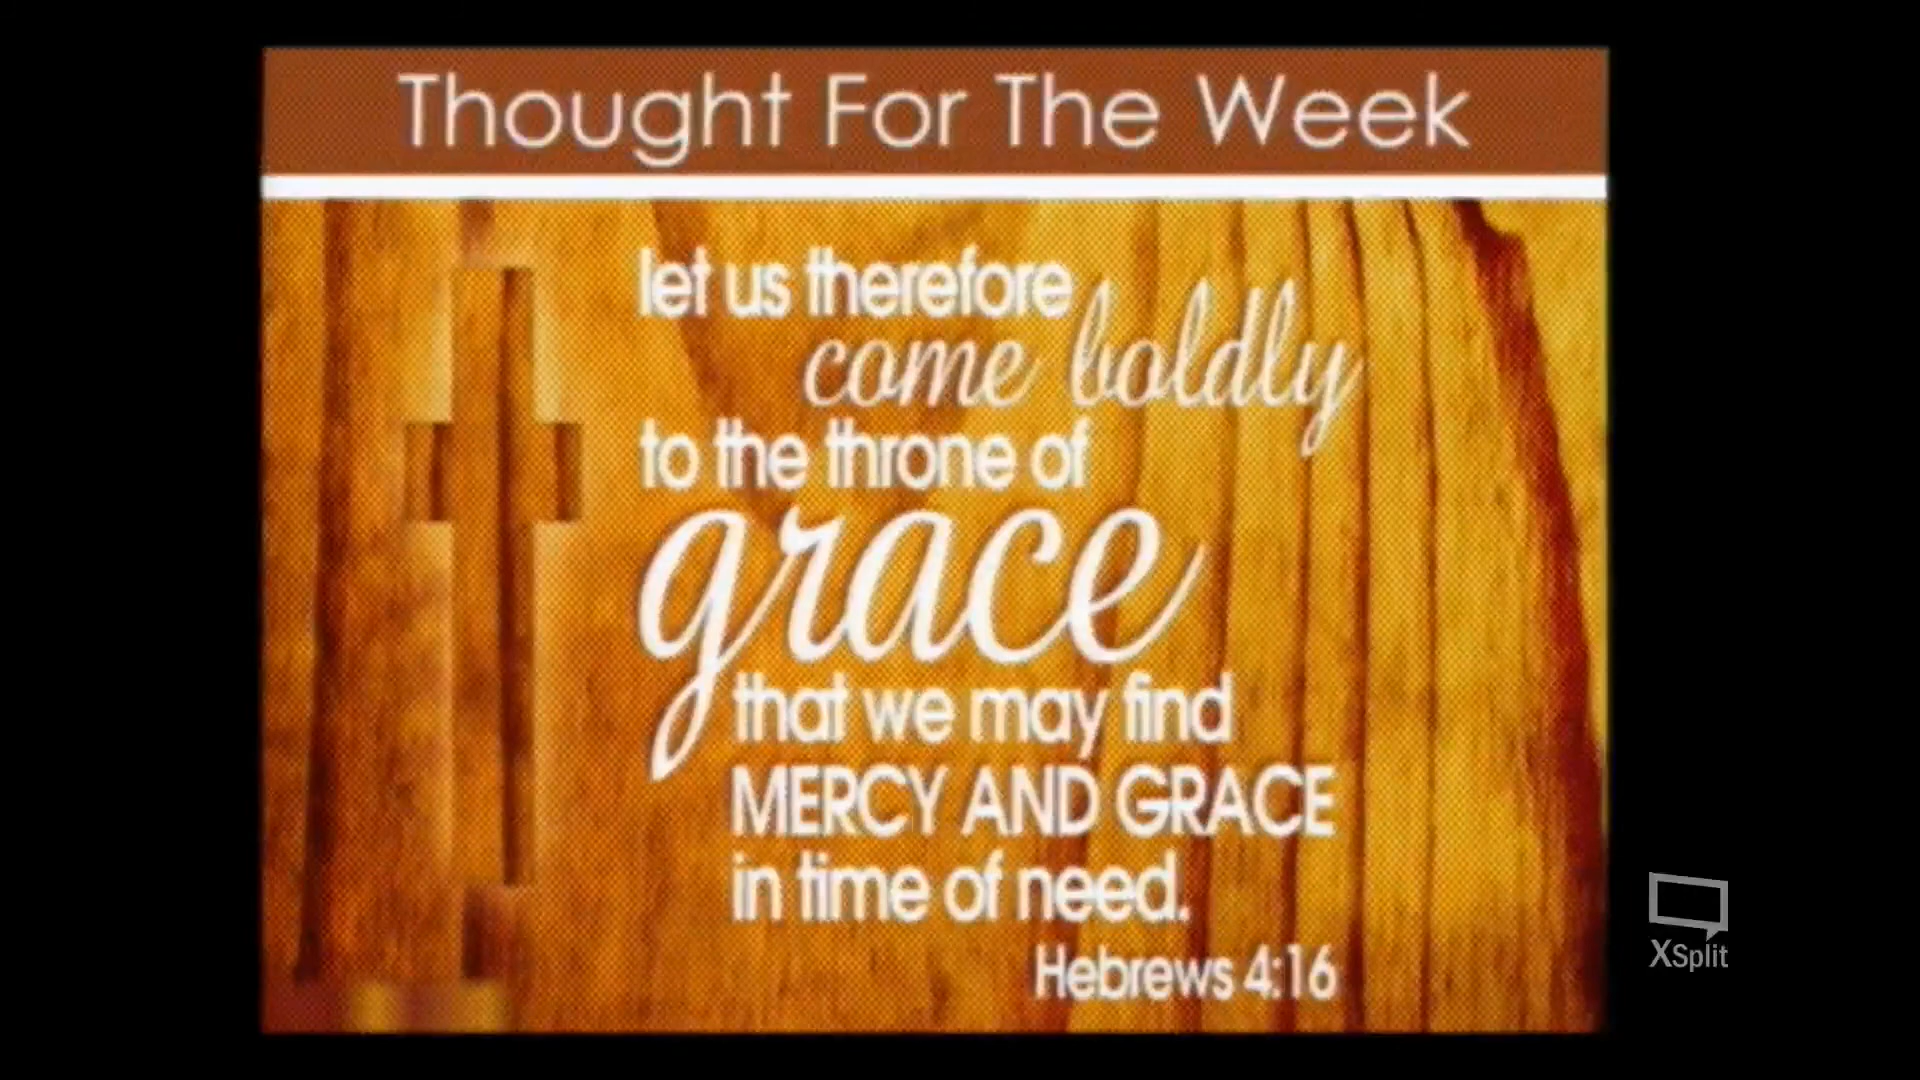 Thought For The Week
let us therefore
come boldly
to the throne of
grace
that we may find
MERCY AND GRACE
in time of need.
Hebrews 4:16
XSplit